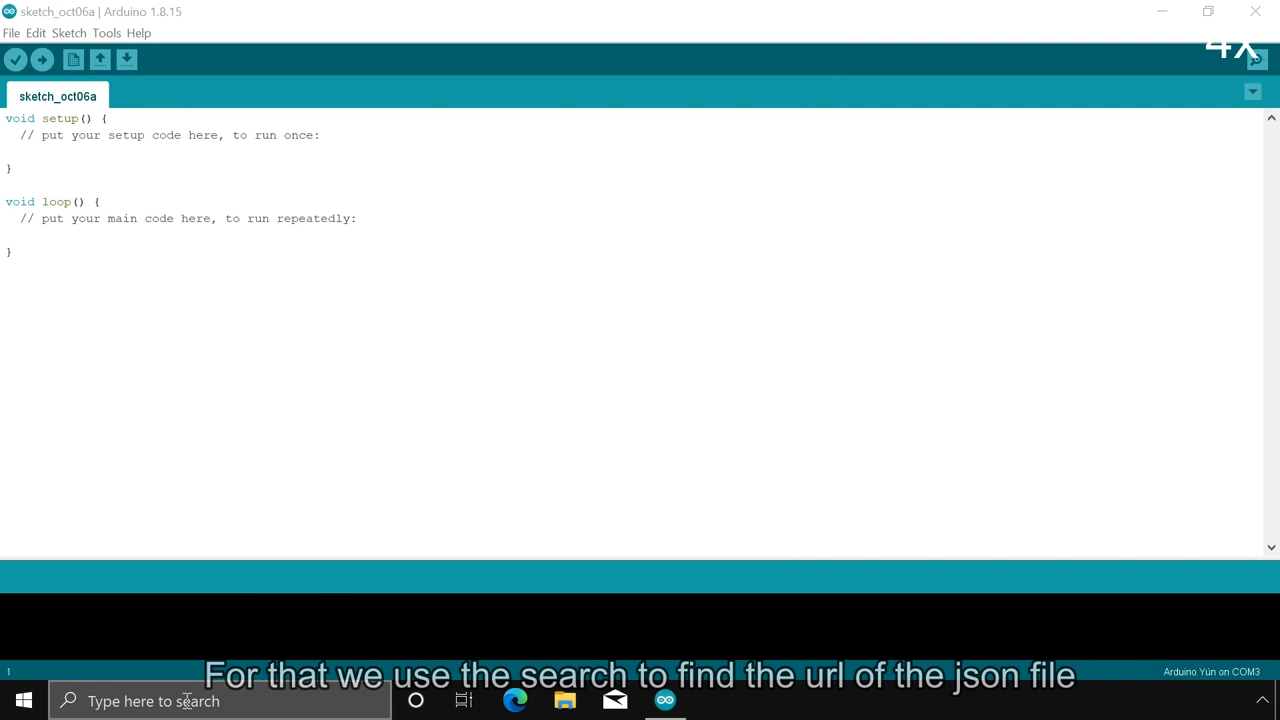 sketch_oct06a | Arduino 1.8.15
File Edit Sketch Tools Help
4X
sketch_oct06a
void setup() {
// put your setup code here, to run once:
}
void loop() {
// put your main code here, to run repeatedly:
}
1
Arduino Yún on COM3
For that we use the search to find the url of the json file
Type here to search